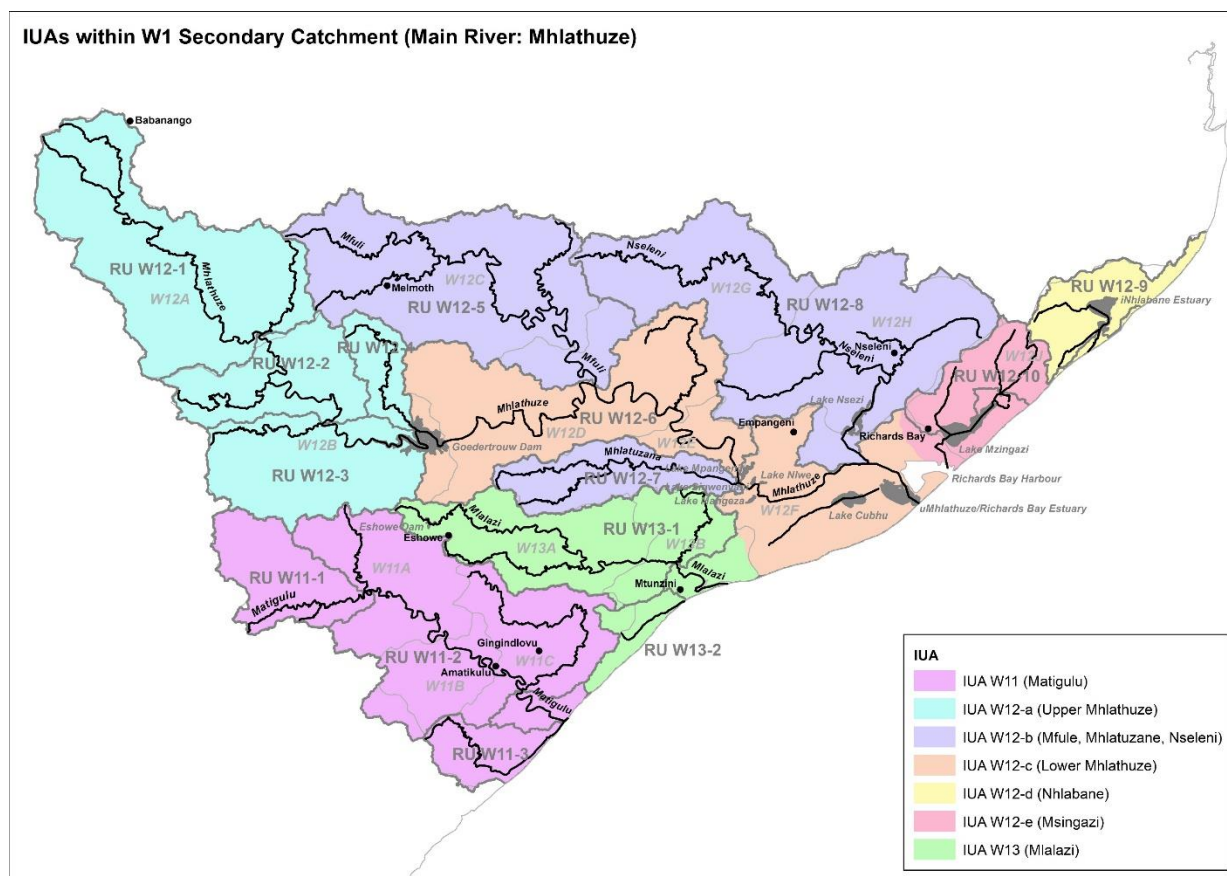 IUAs within W1 Secondary Catchment (Main River: Mhlathuze)
Babanango
RU W12-1
W12A
Mhlathuze
Mfuli
Melmoth
W12C
RU W12-5
Mfuli
Nseleni
W12G
RU W12-8
W12H
Nseleni
Nseleni
RU W12-9
iNhlabane Estuary
W12J
RU W12-10
RU W12-2
RU W12-4
W12B
RU W12-3
Goedertrouw Dam
Mhlathuze
RU W12-6
W12D
W12E
Empangeni
Lake Nsezi
Richards Bay
Lake Mzingazi
Richards Bay Harbour
uMhlathuze/Richards Bay Estuary
Mhlatuzana
RU W12-7
Lake Mpangeni
Lake Nlwe
Lake Mangeza
Mhlathuze
W12F
Lake Cubhu
Eshowe Dam
Eshowe
Mlalazi
W13A
RU W13-1
W13B
Mlalazi
Mtunzini
RU W13-2
RU W11-1
W11A
Matigulu
Gingindlovu
W11C
RU W11-2
Amatikulu
W11B
Matigulu
RU W11-3
IUA
IUA W11 (Matigulu)
IUA W12-a (Upper Mhlathuze)
IUA W12-b (Mfule, Mhlatuzane, Nseleni)
IUA W12-c (Lower Mhlathuze)
IUA W12-d (Nhlabane)
IUA W12-e (Msingazi)
IUA W13 (Mlalazi)